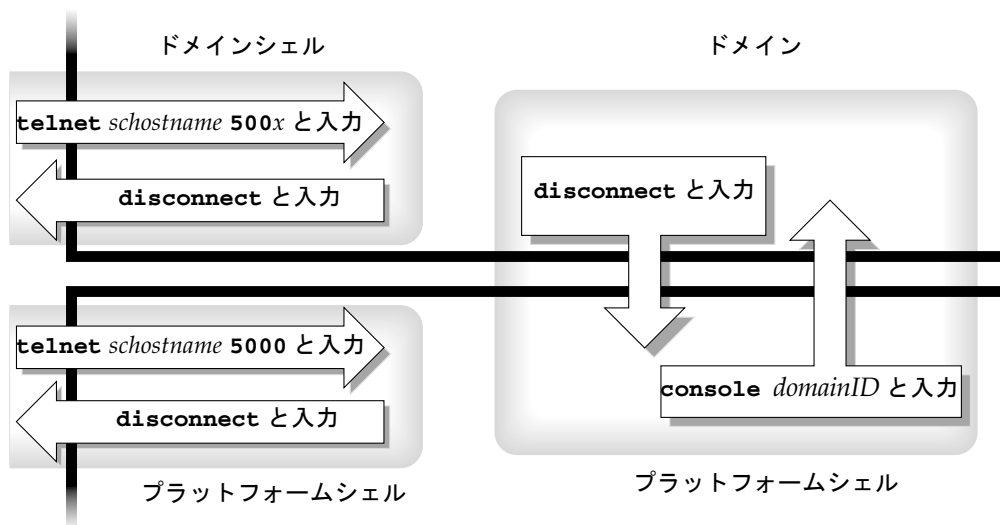 ドメインシェル
telnet schostname 500x と入力
disconnect と入力
ドメイン
disconnect と入力
telnet schostname 5000 と入力
disconnect と入力
プラットフォームシェル
console domainID と入力
プラットフォームシェル